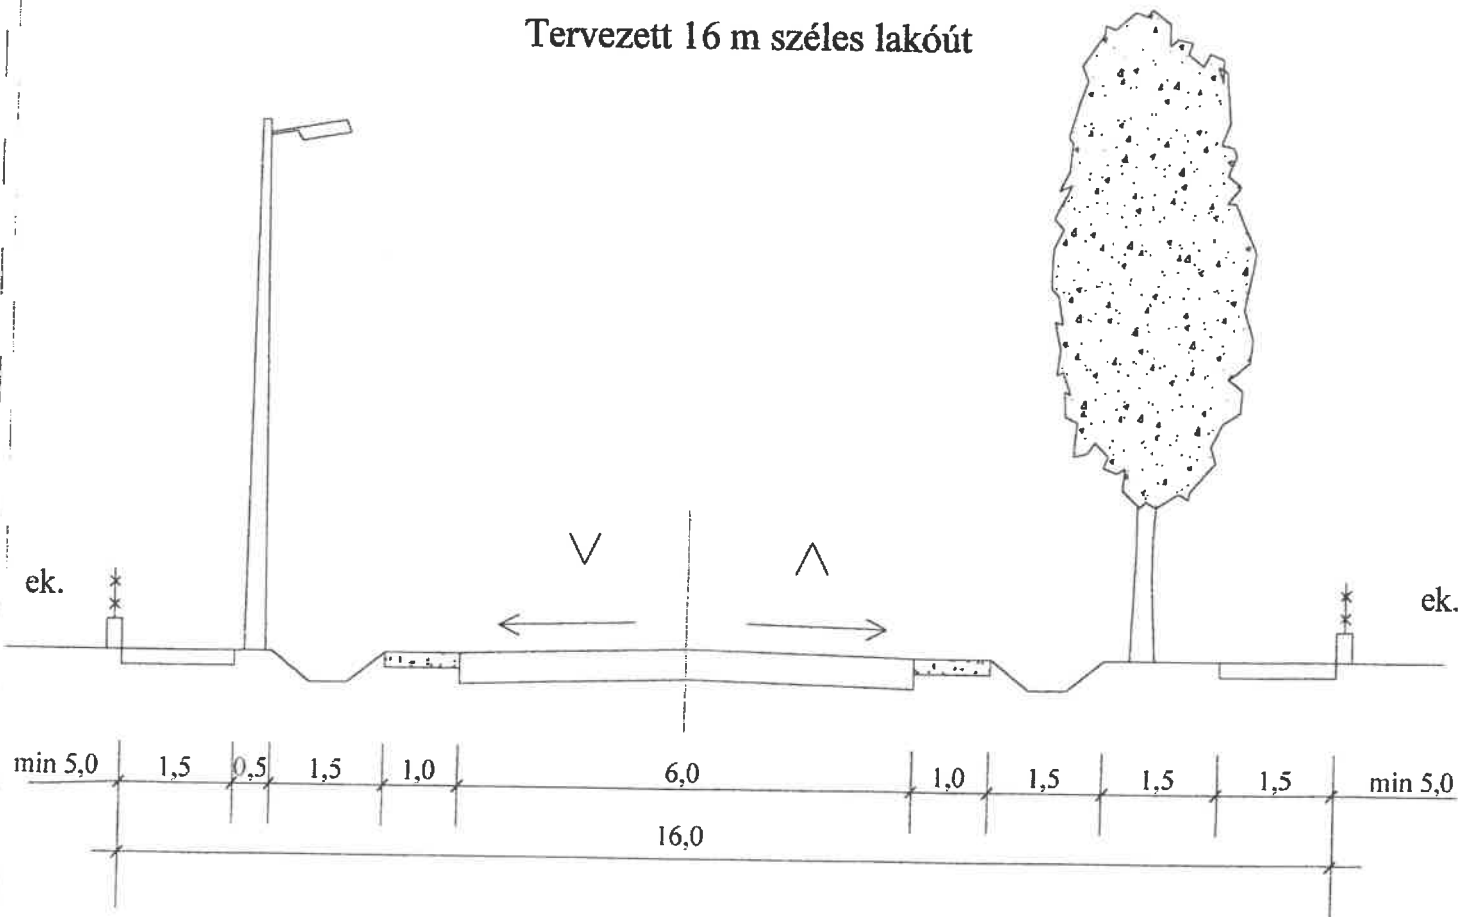 Tervezett 16 m széles lakóút
ek.
ek.
min 5,0 1,5 0,5 1,5 1,0 6,0 1,0 1,5 1,5 1,5 min 5,0
16,0